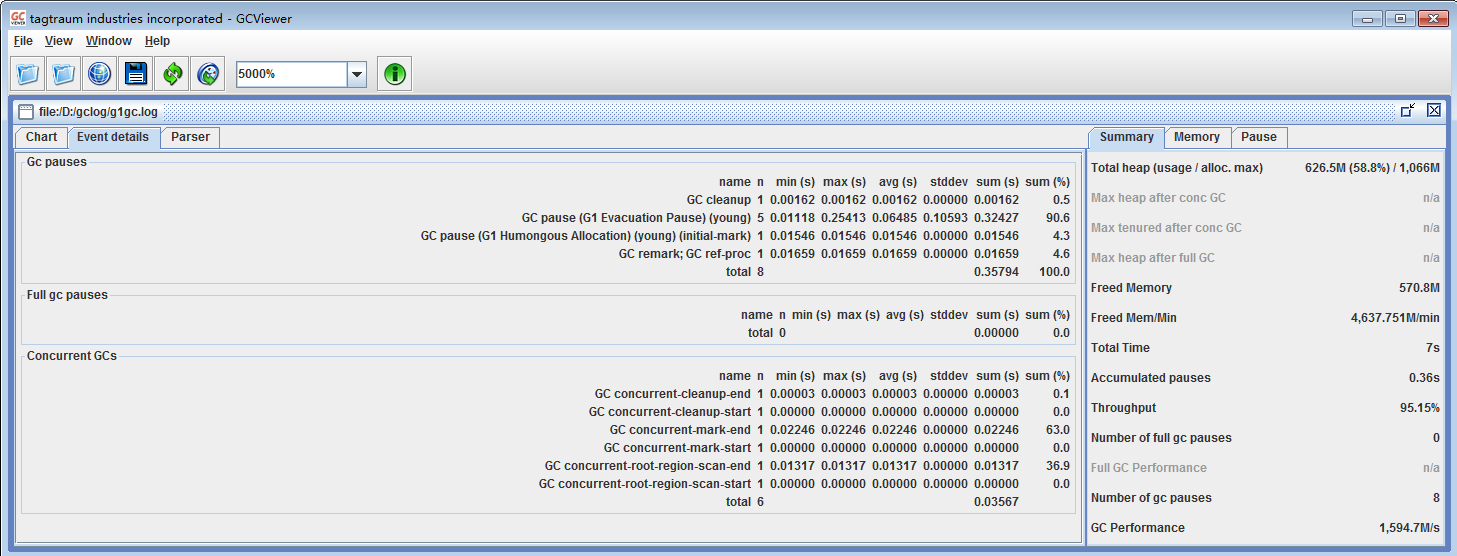 tagtraum industries incorporated - GCViewer
File View Window Help
5000%
file:/D:/gclog/g1gc.log
Chart Event details Parser
Gc pauses
name n min (s) max (s) avg (s) stddev sum (s) sum (%)
GC cleanup 1 0.00162 0.00162 0.00162 0.00000 0.00162 0.5
GC pause (G1 Evacuation Pause) (young) 5 0.01118 0.25413 0.06485 0.10593 0.32427 90.6
GC pause (G1 Humongous Allocation) (young) (initial-mark) 1 0.01546 0.01546 0.01546 0.00000 0.01546 4.3
GC remark; GC ref-proc 1 0.01659 0.01659 0.01659 0.00000 0.01659 4.6
total 8 0.35794 100.0
Full gc pauses
name n min (s) max (s) avg (s) stddev sum (s) sum (%)
total 0 0.00000 0.0
Concurrent GCs
name n min (s) max (s) avg (s) stddev sum (s) sum (%)
GC concurrent-cleanup-end 1 0.00003 0.00003 0.00003 0.00000 0.00003 0.1
GC concurrent-cleanup-start 1 0.00000 0.00000 0.00000 0.00000 0.00000 0.0
GC concurrent-mark-end 1 0.02246 0.02246 0.02246 0.00000 0.02246 63.0
GC concurrent-mark-start 1 0.00000 0.00000 0.00000 0.00000 0.00000 0.0
GC concurrent-root-region-scan-end 1 0.01317 0.01317 0.01317 0.00000 0.01317 36.9
GC concurrent-root-region-scan-start 1 0.00000 0.00000 0.00000 0.00000 0.00000 0.0
total 6 0.03567
Summary Memory Pause
Total heap (usage / alloc. max) 626.5M (58.8%) / 1,066M
Max heap after conc GC n/a
Max tenured after conc GC n/a
Max heap after full GC n/a
Freed Memory 570.8M
Freed Mem/Min 4,637.751M/min
Total Time 7s
Accumulated pauses 0.36s
Throughput 95.15%
Number of full gc pauses 0
Full GC Performance n/a
Number of gc pauses 8
GC Performance 1,594.7M/s